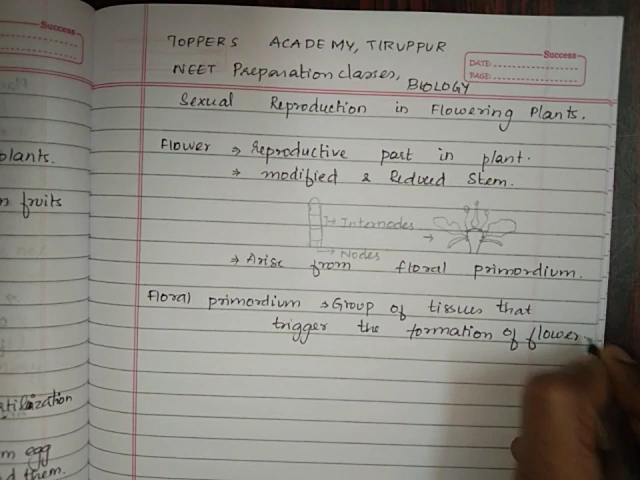 Success
TOPPERS ACADEMY, TIRUPPUR
NEET Preparation classes, BIOLOGY
Success
DATE:
PAGE:
Sexual Reproduction in Flowering Plants.
Flower → Reproductive part in plant.
→ modified & Reduced Stem.
→ Internodes
→ Nodes
→ Arise from floral primordium.
Floral primordium → Group of tissues that
trigger the formation of flower.
plants.
fruits
egg
them.